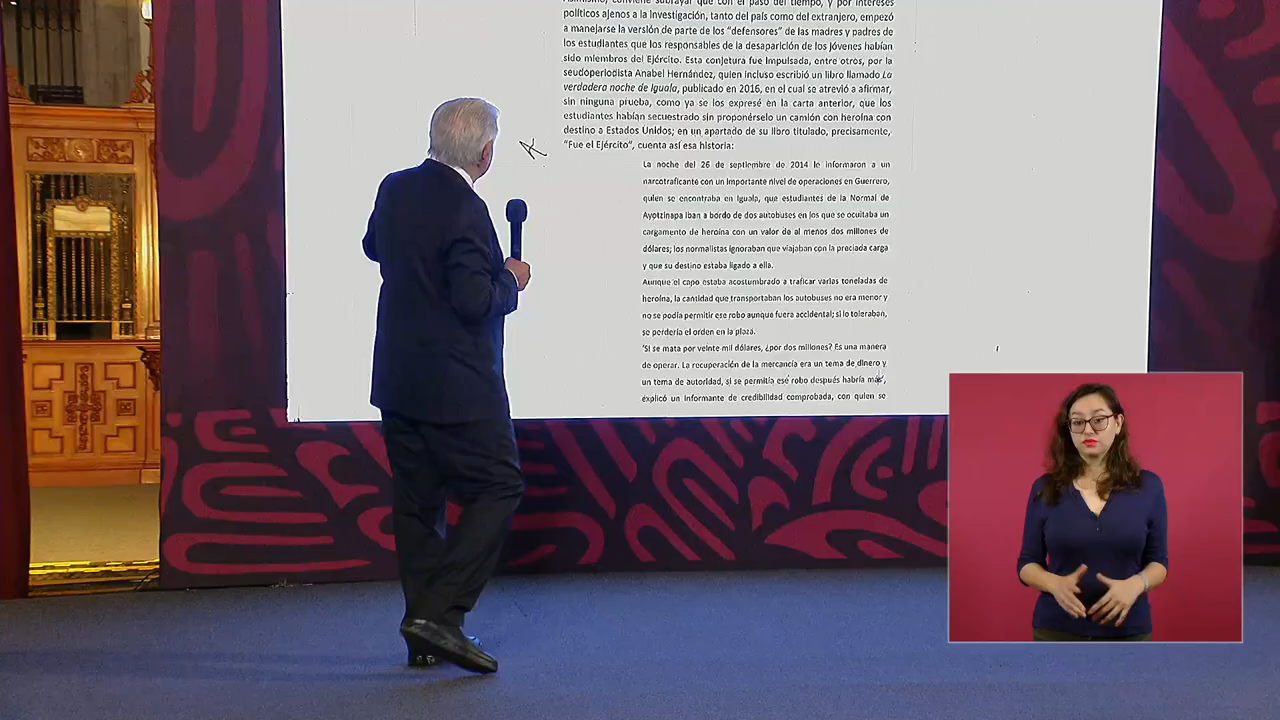 Asimismo, conviene subrayar que con el paso del tiempo, y por intereses
políticos ajenos a la investigación, tanto del país como del extranjero, empezó
a manejarse la versión de parte de los "defensores" de las madres y padres de
los estudiantes que los responsables de la desaparición de los jóvenes habían
sido miembros del Ejército. Esta conjetura fue impulsada, entre otros, por la
seudoperiodista Anabel Hernández, quien incluso escribió un libro llamado La
verdadera noche de Iguala, publicado en 2016, en el cual se atrevió a afirmar,
sin ninguna prueba, como ya se los expresé en la carta anterior, que los
estudiantes habían secuestrado sin proponérselo un camión con heroína con
destino a Estados Unidos; en un apartado de su libro titulado, precisamente,
"Fue el Ejército", cuenta así esa historia:
La noche del 26 de septiembre de 2014 le informaron a un
narcotraficante con un importante nivel de operaciones en Guerrero,
quien se encontraba en Iguala, que estudiantes de la Normal de
Ayotzinapa iban a bordo de dos autobuses en los que se ocultaba un
cargamento de heroína con un valor de al menos dos millones de
dólares; los normalistas ignoraban que viajaban con la preciada carga
y que su destino estaba ligado a ella.
Aunque el capo estaba acostumbrado a traficar varias toneladas de
heroína, la cantidad que transportaban los autobuses no era menor y
no se podía permitir ese robo aunque fuera accidental; si lo toleraban,
se perdería el orden en la plaza.
'Si se mata por veinte mil dólares, ¿por dos millones? Es una manera
de operar. La recuperación de la mercancía era un tema de dinero y
un tema de autoridad, si se permitía ese robo después habría más',
explicó un informante de credibilidad comprobada, con quien se